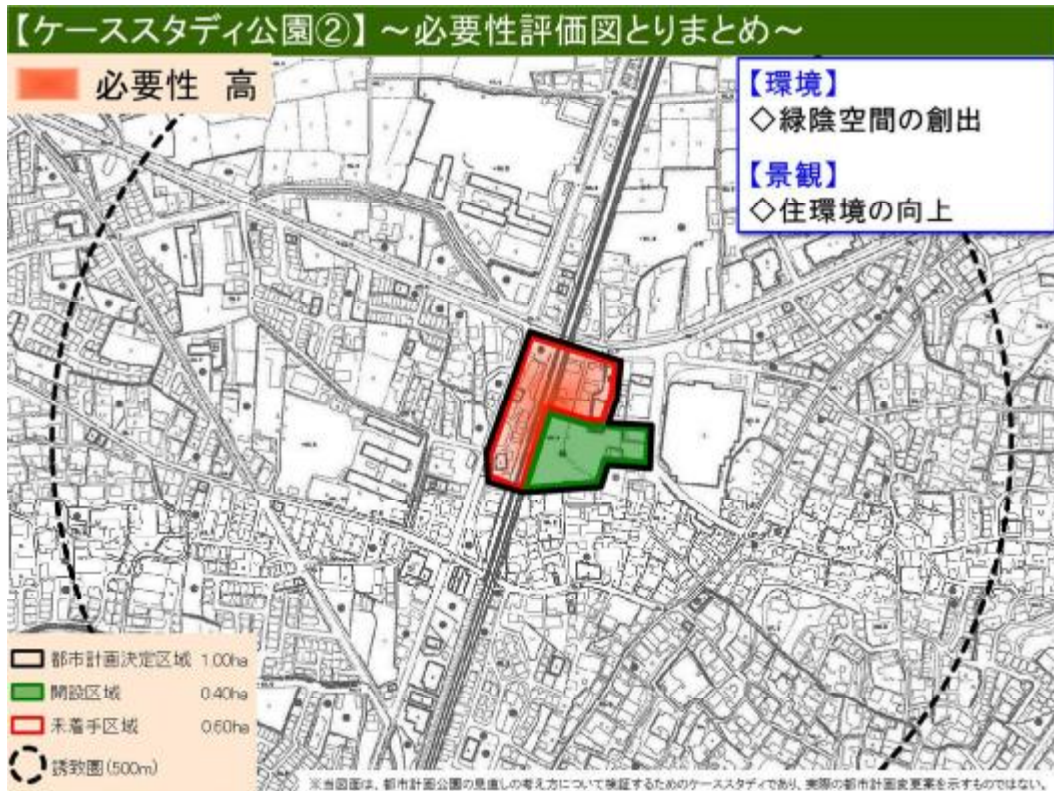 【ケーススタディ公園②】～必要性評価図とりまとめ～
必要性 高
【環境】
◇緑陰空間の創出
【景観】
◇住環境の向上
都市計画決定区域 1.00ha
開設区域 0.40ha
未着手区域 0.60ha
誘致圏(500m)
※当図面は、都市計画公園の見直しの考え方について検証するためのケーススタディであり、実際の都市計画変更案を示すものではない。